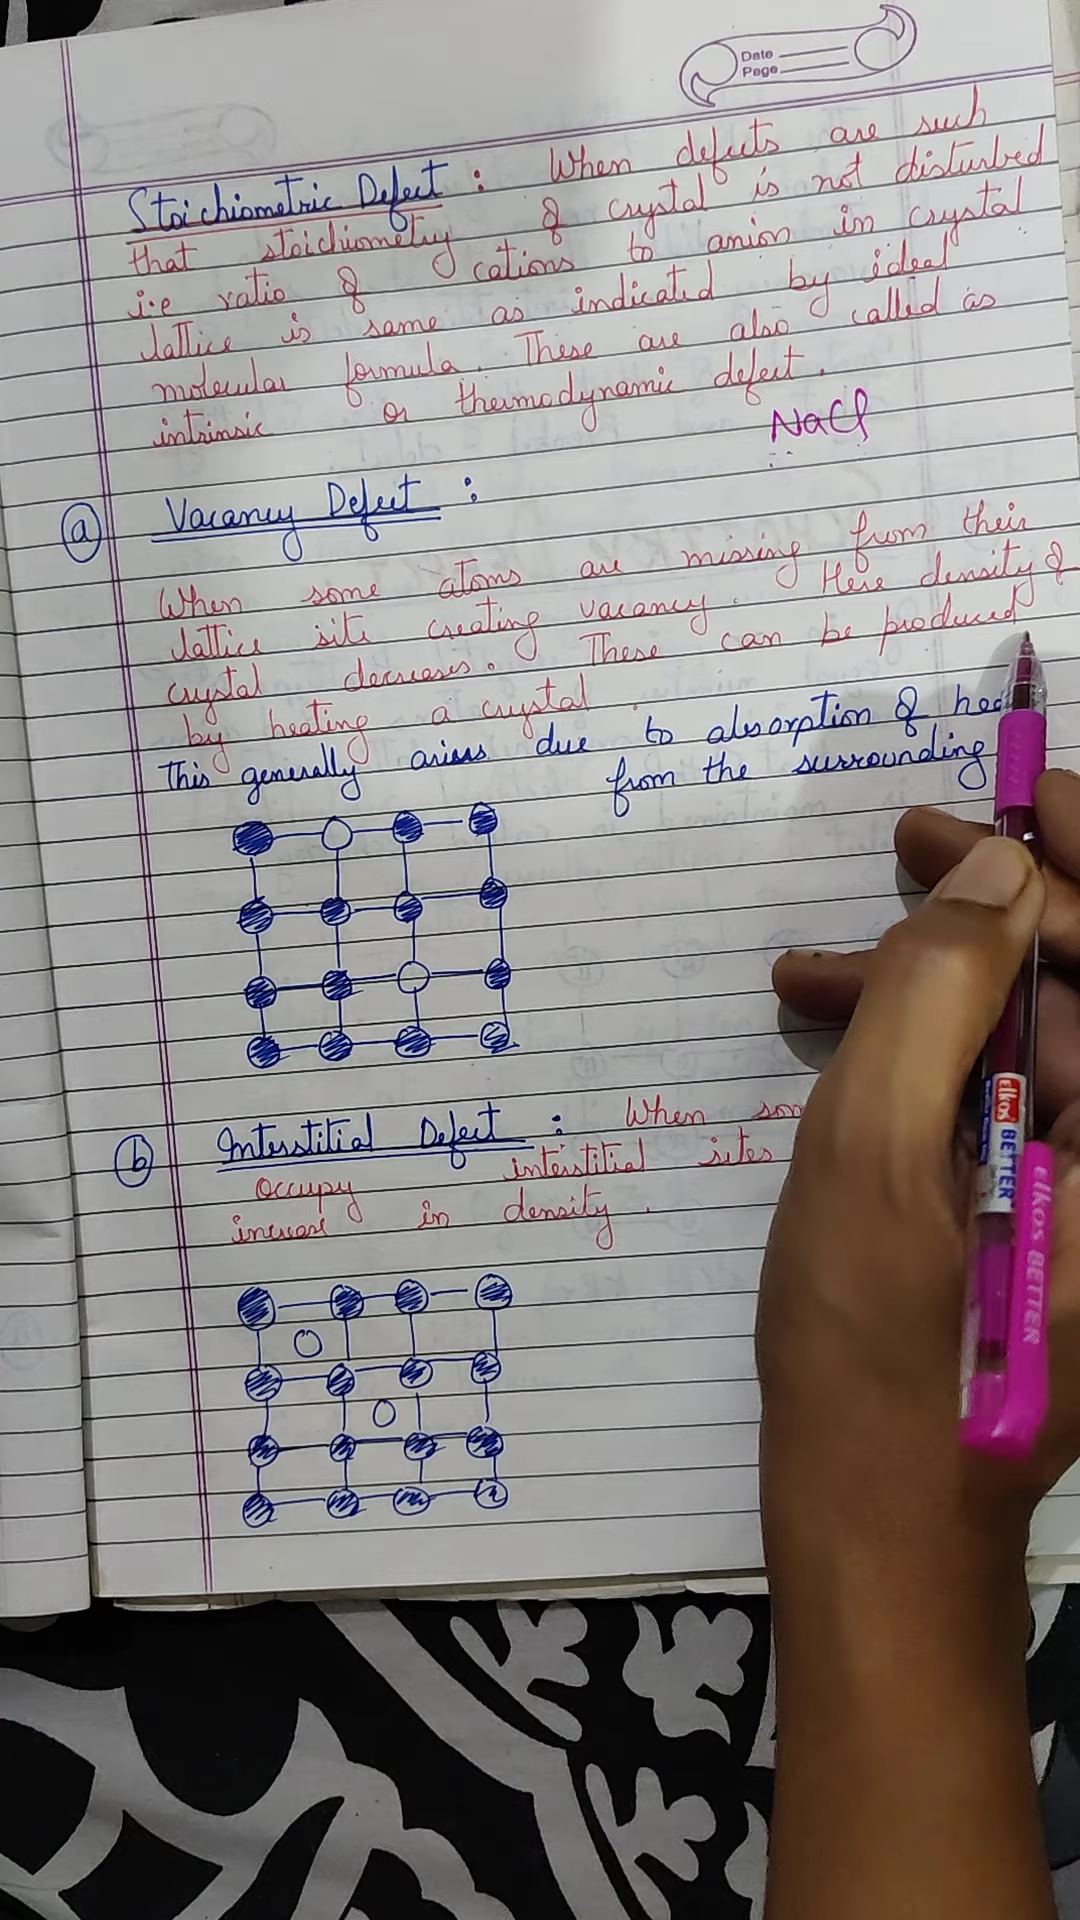 Date
Page
Stoichiometric Defect : When defects are such
that stoichiometry of crystal is not disturbed
i.e ratio of cations to anion in crystal
lattice is same as indicated by ideal
molecular formula. These are also called as
intrinsic or thermodynamic defect.
NaCl
(a) Vacancy Defect :
When some atoms are missing from their
lattice site creating vacancy. Here density of
crystal decreases. These can be produced
by heating a crystal.
This generally arises due to absorption of
from the surrounding
(b) Interstitial Defect : When
occupy interstitial sites
increase in density.
Elkos BETTER
elkos BETTER